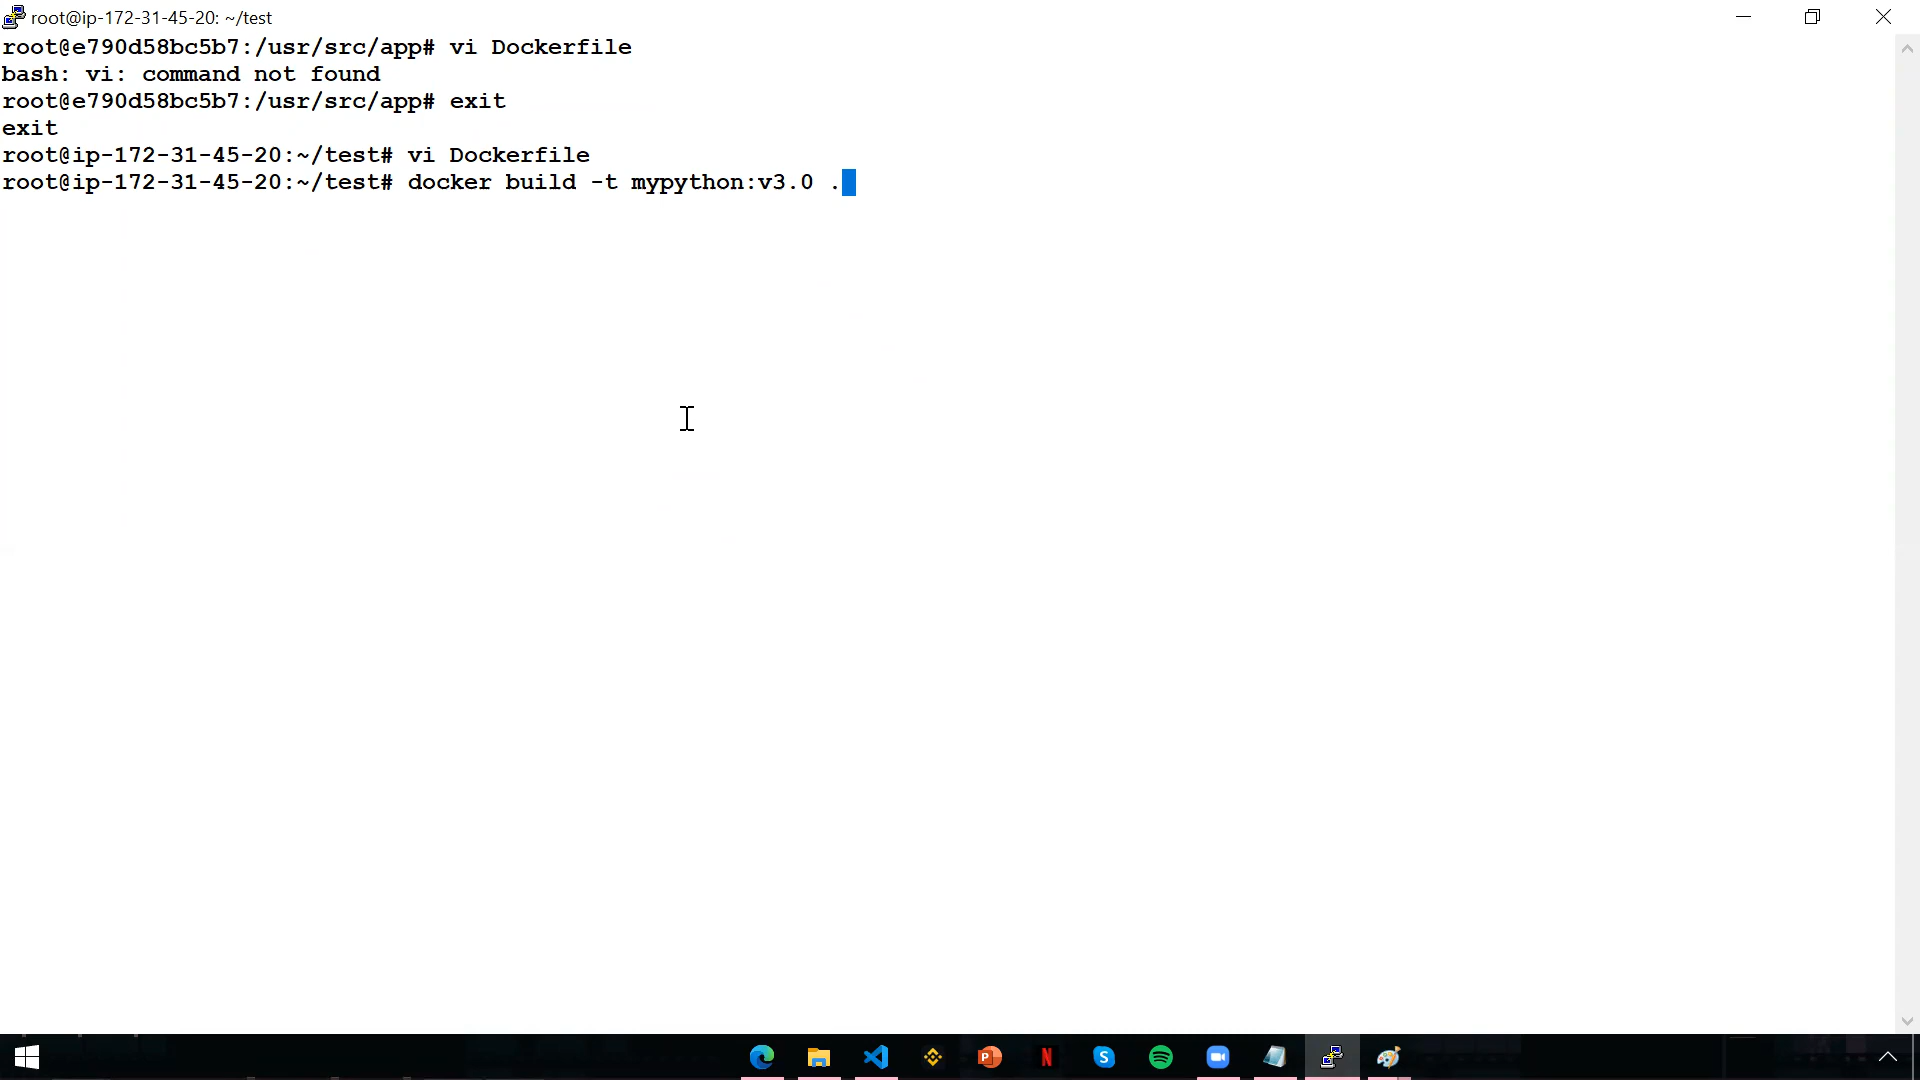 root@ip-172-31-45-20: ~/test
root@e790d58bc5b7:/usr/src/app# vi Dockerfile
bash: vi: command not found
root@e790d58bc5b7:/usr/src/app# exit
exit
root@ip-172-31-45-20:~/test# vi Dockerfile
root@ip-172-31-45-20:~/test# docker build -t mypython:v3.0 .